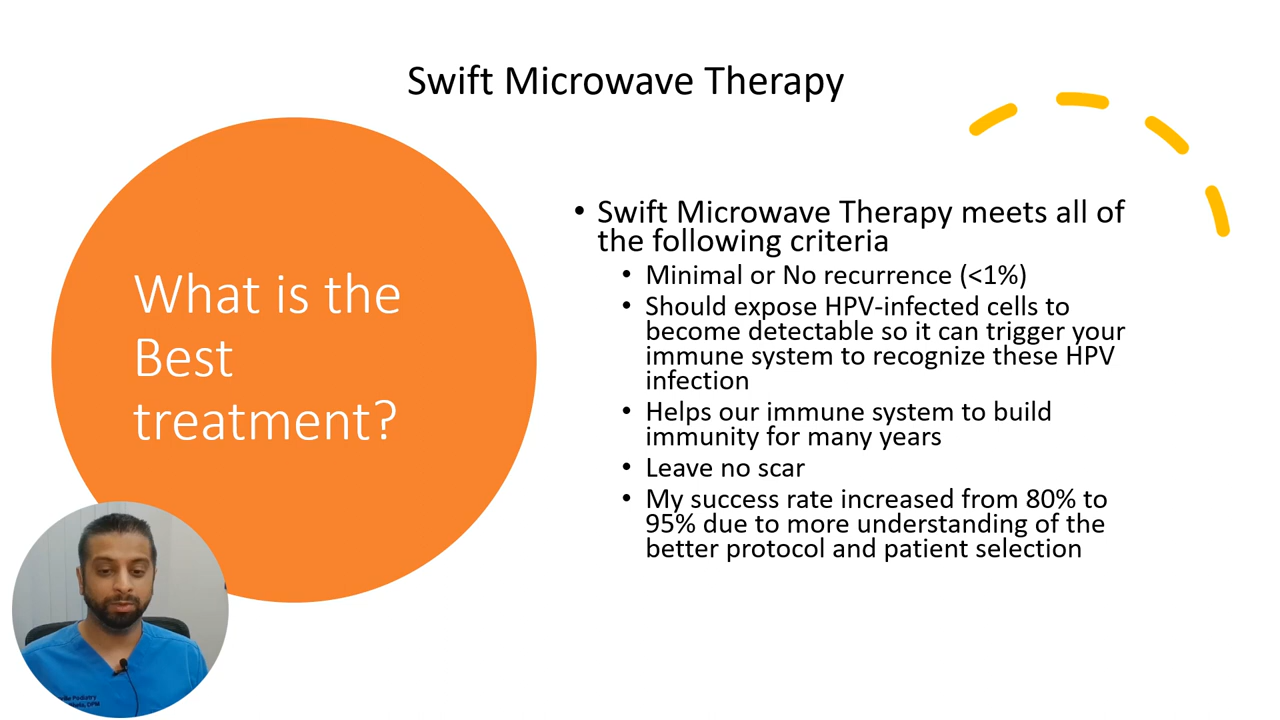 Swift Microwave Therapy
What is the
Best
treatment?
• Swift Microwave Therapy meets all of
the following criteria
• Minimal or No recurrence (<1%)
• Should expose HPV-infected cells to
become detectable so it can trigger your
immune system to recognize these HPV
infection
• Helps our immune system to build
immunity for many years
• Leave no scar
• My success rate increased from 80% to
95% due to more understanding of the
better protocol and patient selection
Podiatry
DPM